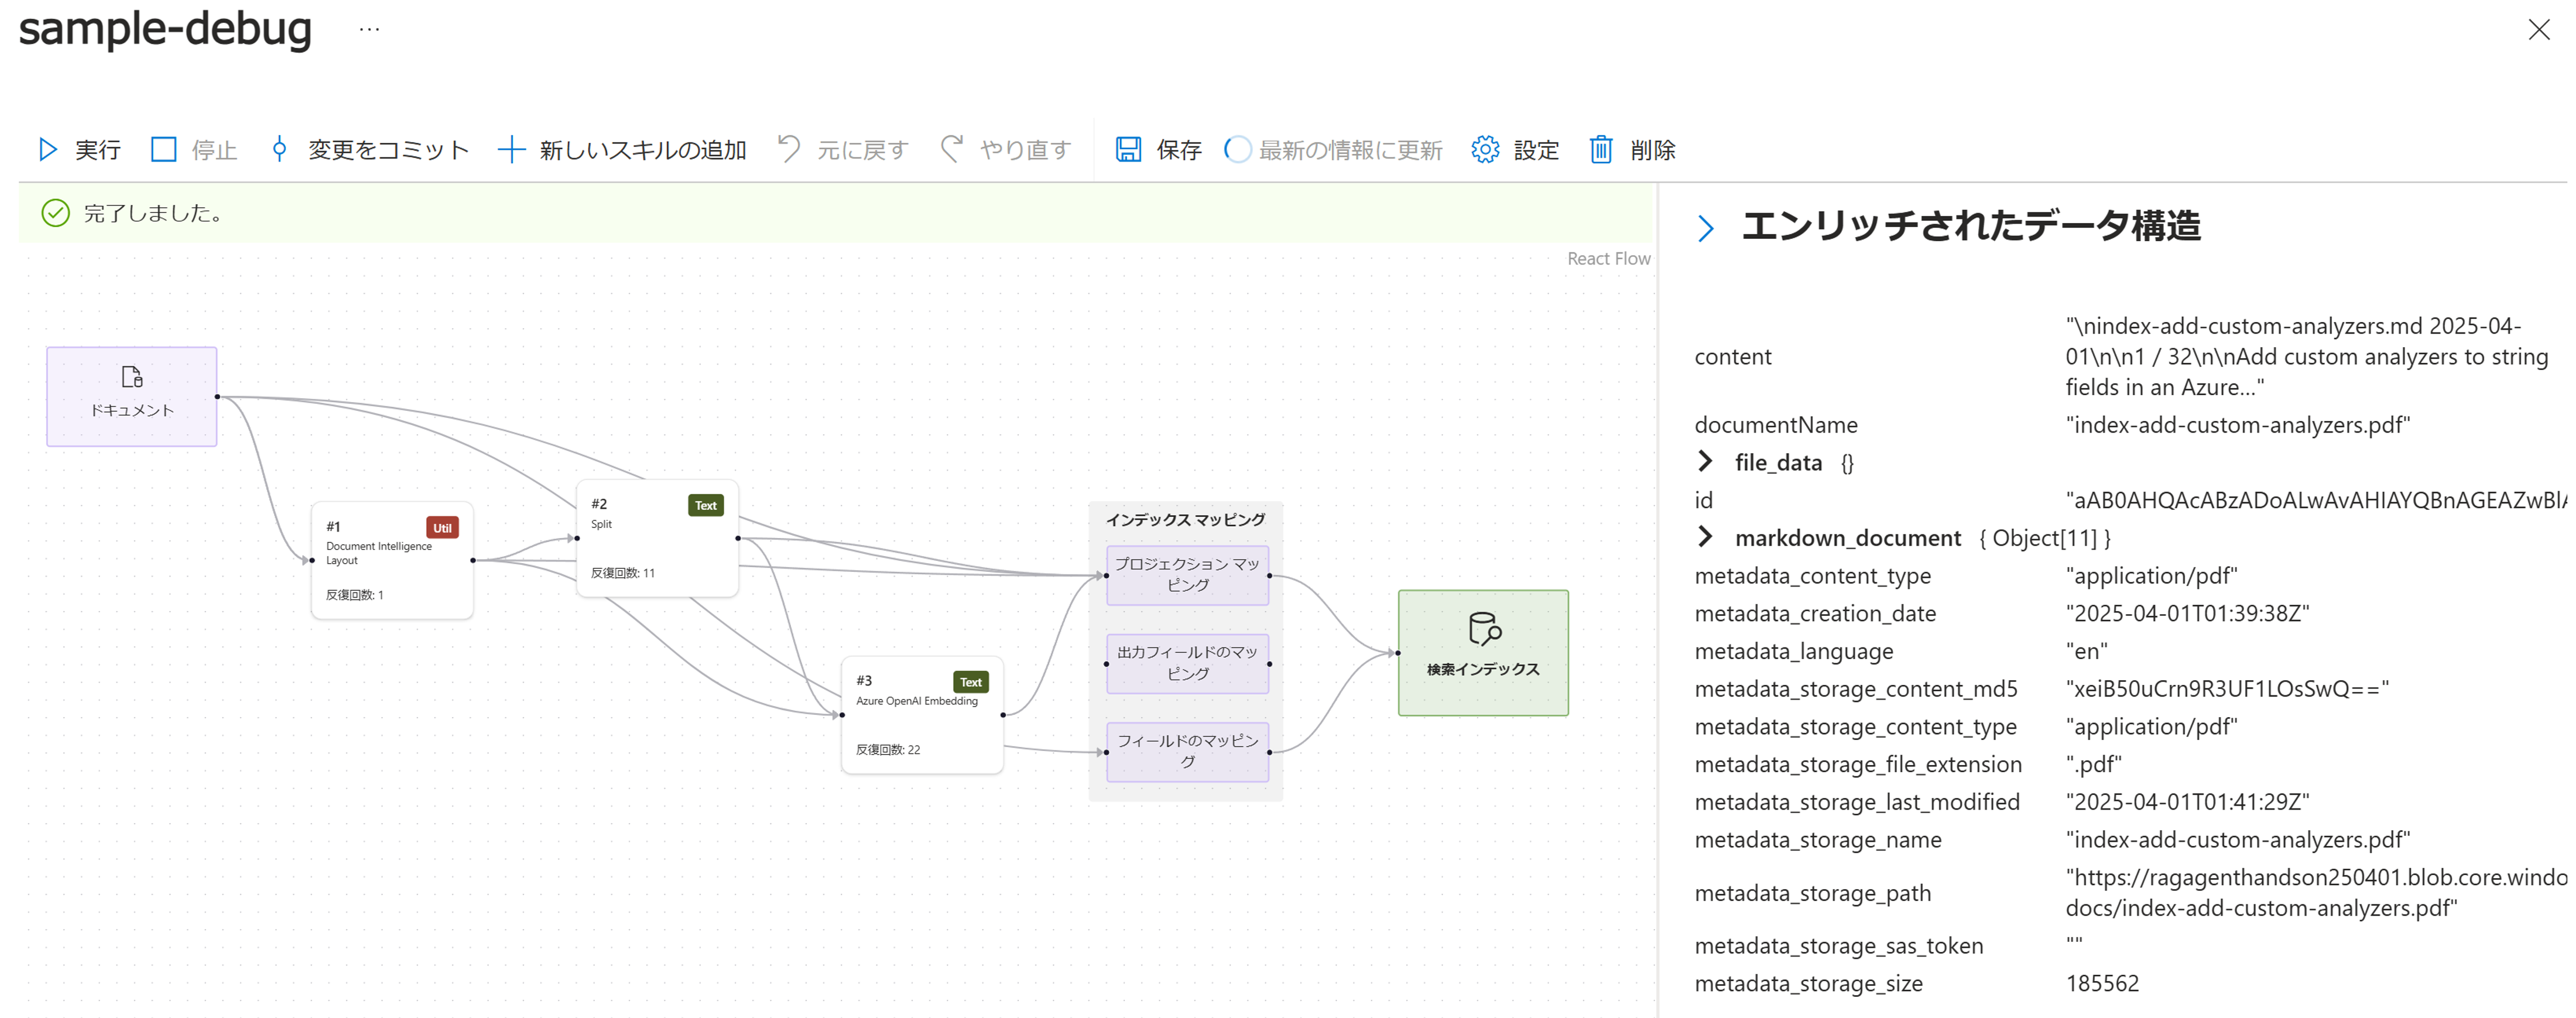 sample-debug ...
実行 停止 変更をコミット 新しいスキルの追加 元に戻す やり直す 保存 最新の情報に更新 設定 削除
完了しました。
React Flow
ドキュメント
#1 Util
Document Intelligence
Layout
反復回数: 1
#2 Text
Split
反復回数: 11
#3 Text
Azure OpenAI Embedding
反復回数: 22
インデックス マッピング
プロジェクション マッ
ピング
出力フィールドのマッ
ピング
フィールドのマッピン
グ
検索インデックス
エンリッチされたデータ構造
content "\nindex-add-custom-analyzers.md 2025-04-
01\n\n1 / 32\n\nAdd custom analyzers to string
fields in an Azure..."
documentName "index-add-custom-analyzers.pdf"
file_data {}
id "aAB0AHQAcABzADoALwAvAHIAYQBnAGEAZwBlA
markdown_document { Object[11] }
metadata_content_type "application/pdf"
metadata_creation_date "2025-04-01T01:39:38Z"
metadata_language "en"
metadata_storage_content_md5 "xeiB50uCrn9R3UF1LOsSwQ=="
metadata_storage_content_type "application/pdf"
metadata_storage_file_extension ".pdf"
metadata_storage_last_modified "2025-04-01T01:41:29Z"
metadata_storage_name "index-add-custom-analyzers.pdf"
metadata_storage_path "https://ragagenthandson250401.blob.core.windo
docs/index-add-custom-analyzers.pdf"
metadata_storage_sas_token ""
metadata_storage_size 185562